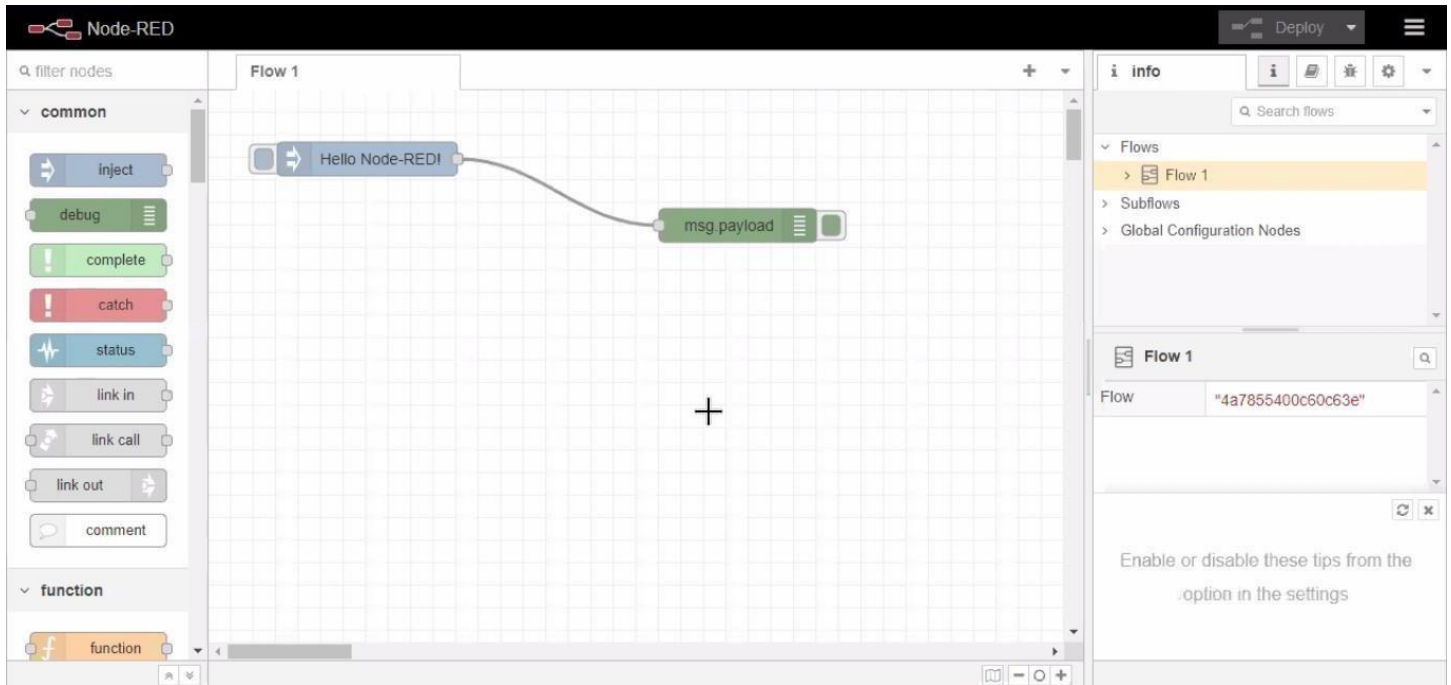 Node-RED
Deploy
filter nodes
Flow 1
i info
i
Search flows
common
inject
debug
complete
catch
status
link in
link call
link out
comment
function
function
Hello Node-RED!
msg.payload
Flows
Flow 1
Subflows
Global Configuration Nodes
Flow 1
Flow "4a7855400c60c63e"
Enable or disable these tips from the
.option in the settings